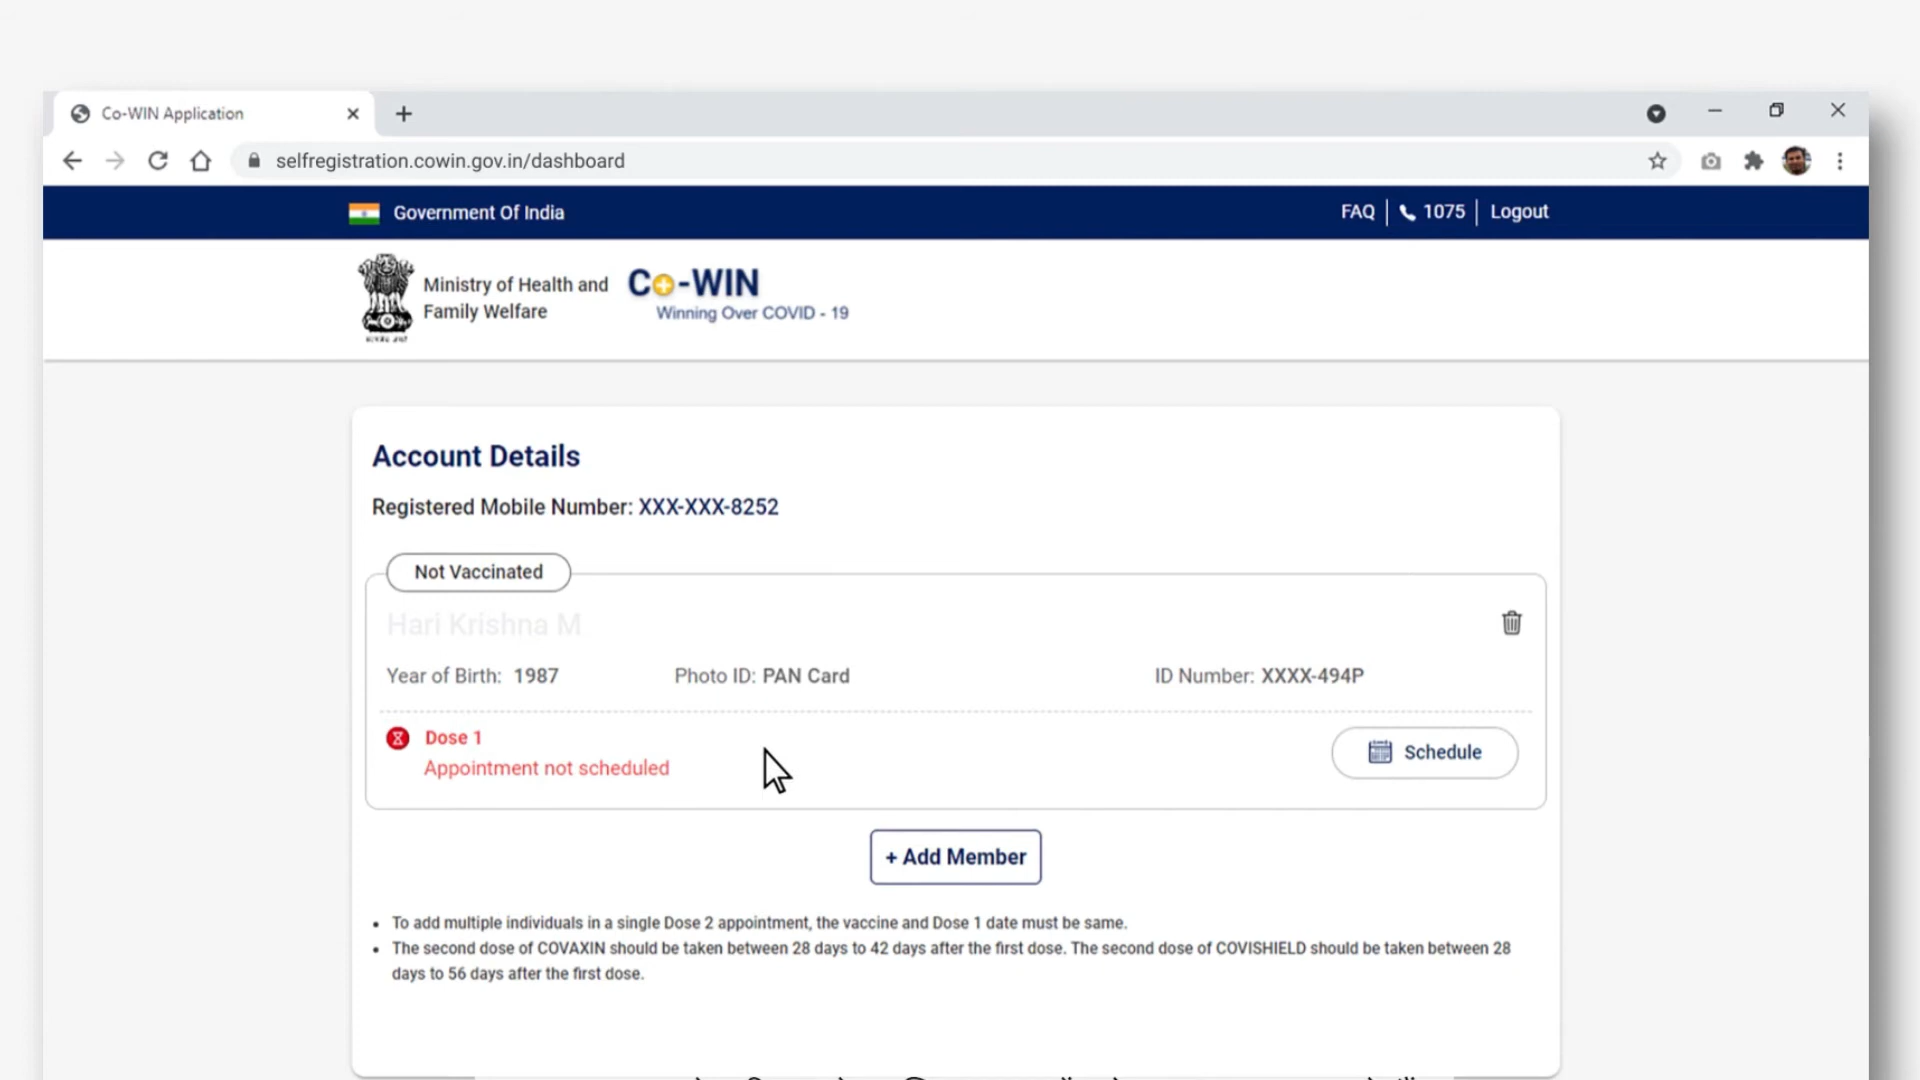 Co-WIN Application
selfregistration.cowin.gov.in/dashboard
Government Of India
FAQ 1075 Logout
Ministry of Health and
Family Welfare
Co-WIN
Winning Over COVID - 19
Account Details
Registered Mobile Number: XXX-XXX-8252
Not Vaccinated
Hari Krishna M
Year of Birth: 1987 Photo ID: PAN Card ID Number: XXXX-494P
Dose 1
Appointment not scheduled
Schedule
+ Add Member
To add multiple individuals in a single Dose 2 appointment, the vaccine and Dose 1 date must be same.
The second dose of COVAXIN should be taken between 28 days to 42 days after the first dose. The second dose of COVISHIELD should be taken between 28
days to 56 days after the first dose.